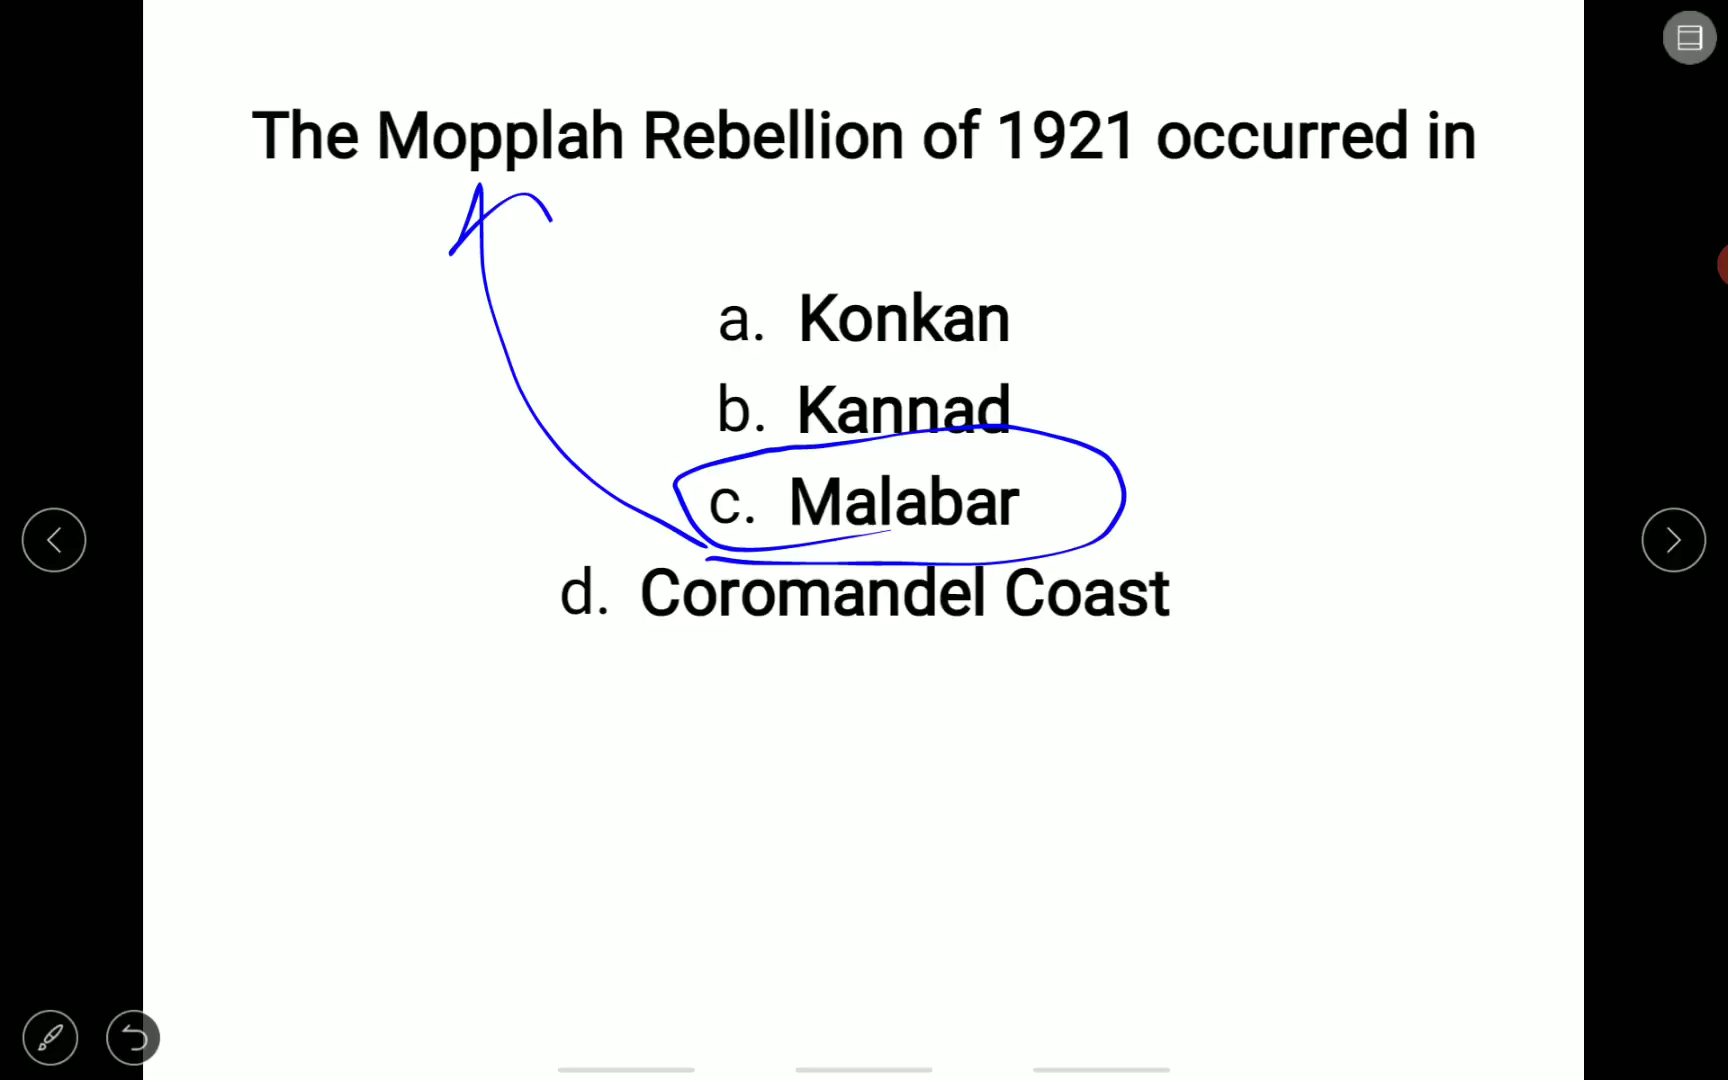 The Mopplah Rebellion of 1921 occurred in
a. Konkan
b. Kannad
c. Malabar
d. Coromandel Coast